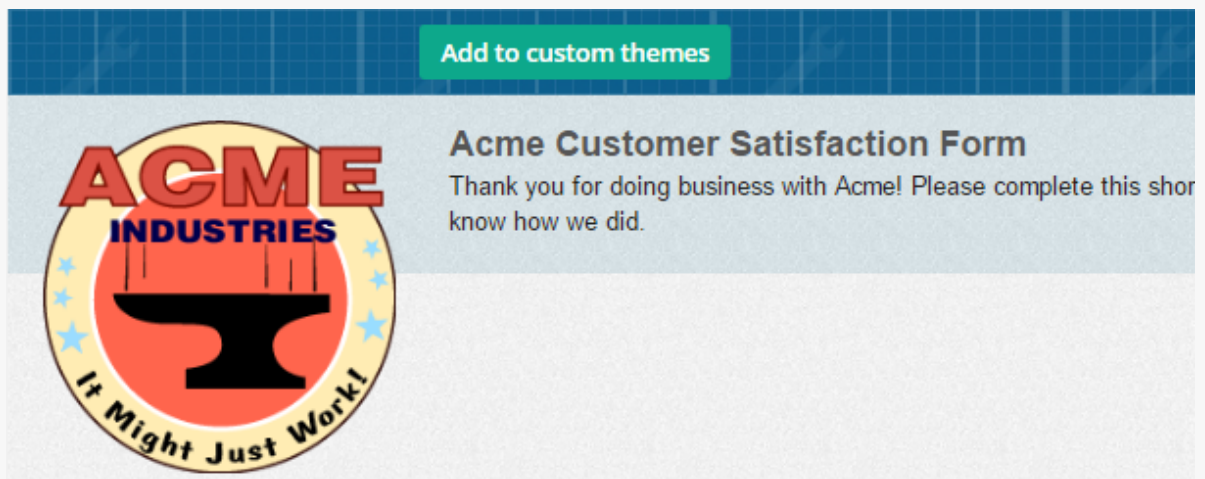 Add to custom themes
Acme Customer Satisfaction Form
Thank you for doing business with Acme! Please complete this
know how we did.
ACME
INDUSTRIES
It Might Just Work!